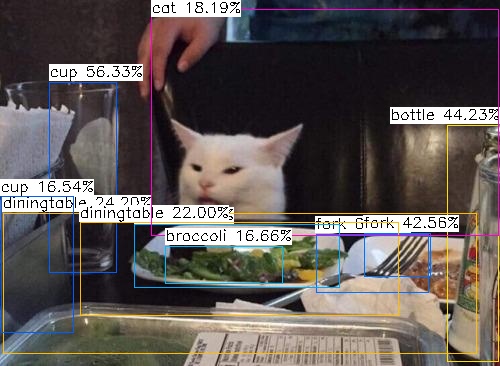 cat 18.19%
cup 56.33%
bottle 44.23%
cup 16.54%
diningtable 24.20%
diningtable 22.00%
fork 42.56%
broccoli 16.66%